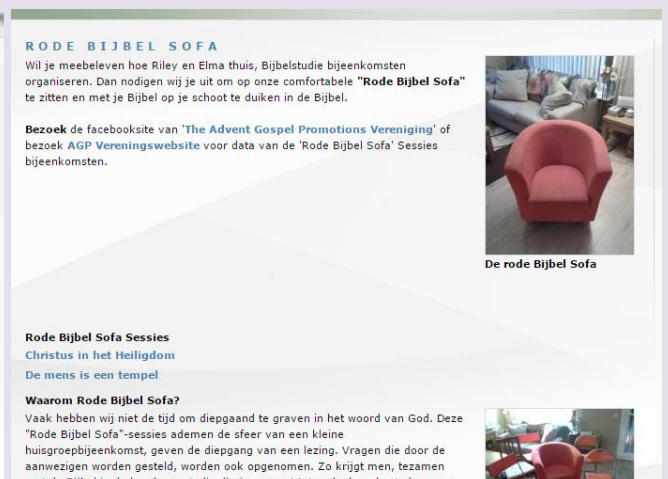 RODE BIJBEL SOFA
Wil je meebeleven hoe Riley en Elma thuis, Bijbelstudie bijeenkomsten
organiseren. Dan nodigen wij je uit om op onze comfortabele "Rode Bijbel Sofa"
te zitten en met je Bijbel op je schoot te duiken in de Bijbel.
Bezoek de facebooksite van 'The Advent Gospel Promotions Vereniging' of
bezoek AGP Vereningswebsite voor data van de 'Rode Bijbel Sofa' Sessies
bijeenkomsten.
De rode Bijbel Sofa
Rode Bijbel Sofa Sessies
Christus in het Heiligdom
De mens is een tempel
Waarom Rode Bijbel Sofa?
Vaak hebben wij niet de tijd om diepgaand te graven in het woord van God. Deze
"Rode Bijbel Sofa"-sessies ademen de sfeer van een kleine
huisgroepbijeenkomst, geven de diepgang van een lezing. Vragen die door de
aanwezigen worden gesteld, worden ook opgenomen. Zo krijgt men, tezamen